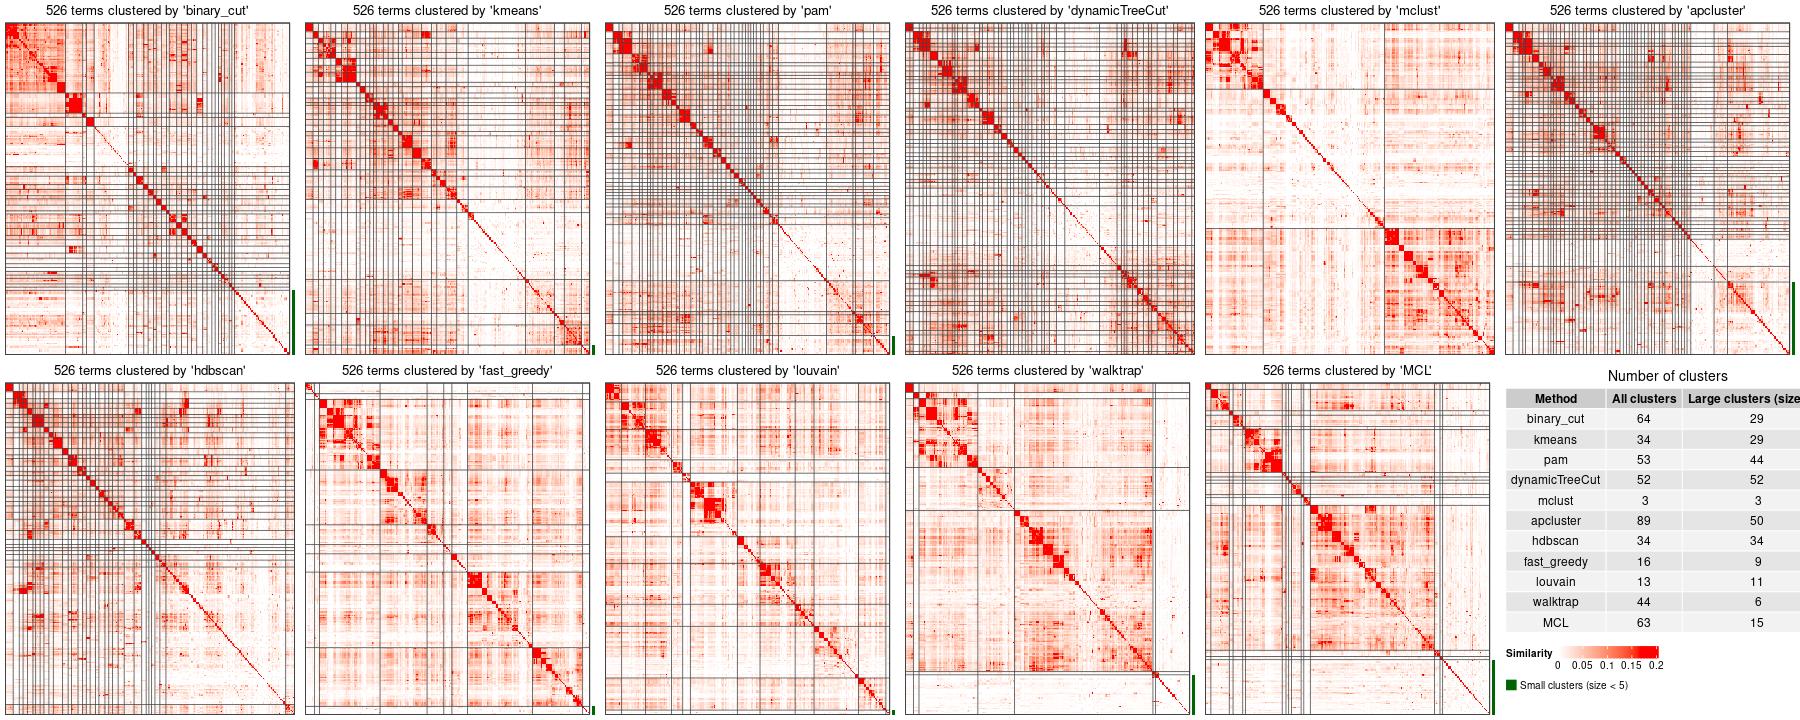 526 terms clustered by 'binary_cut'
526 terms clustered by 'kmeans'
526 terms clustered by 'pam'
526 terms clustered by 'dynamicTreeCut'
526 terms clustered by 'mclust'
526 terms clustered by 'apcluster'
526 terms clustered by 'hdbscan'
526 terms clustered by 'fast_greedy'
526 terms clustered by 'louvain'
526 terms clustered by 'walktrap'
526 terms clustered by 'MCL'
Number of clusters
Method All clusters Large clusters (size
binary_cut 64 29
kmeans 34 29
pam 53 44
dynamicTreeCut 52 52
mclust 3 3
apcluster 89 50
hdbscan 34 34
fast_greedy 16 9
louvain 13 11
walktrap 44 6
MCL 63 15
Similarity
0 0.05 0.1 0.15 0.2
Small clusters (size < 5)